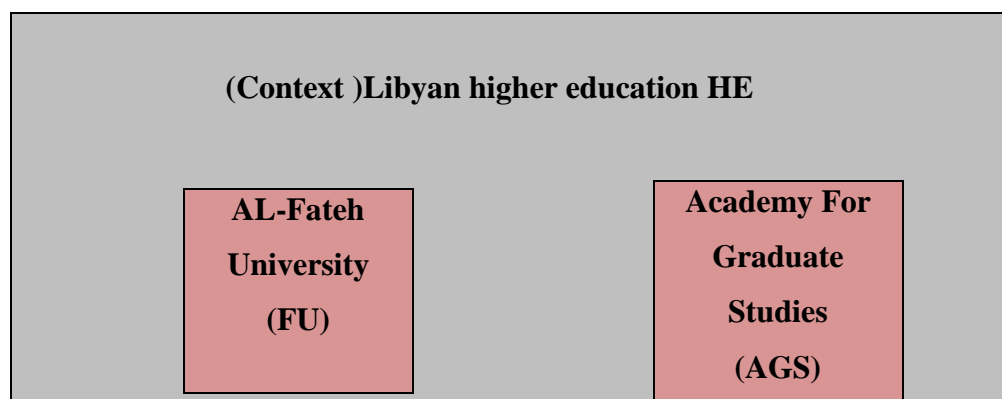 (Context )Libyan higher education HE
AL-Fateh
University
(FU)
Academy For
Graduate
Studies
(AGS)